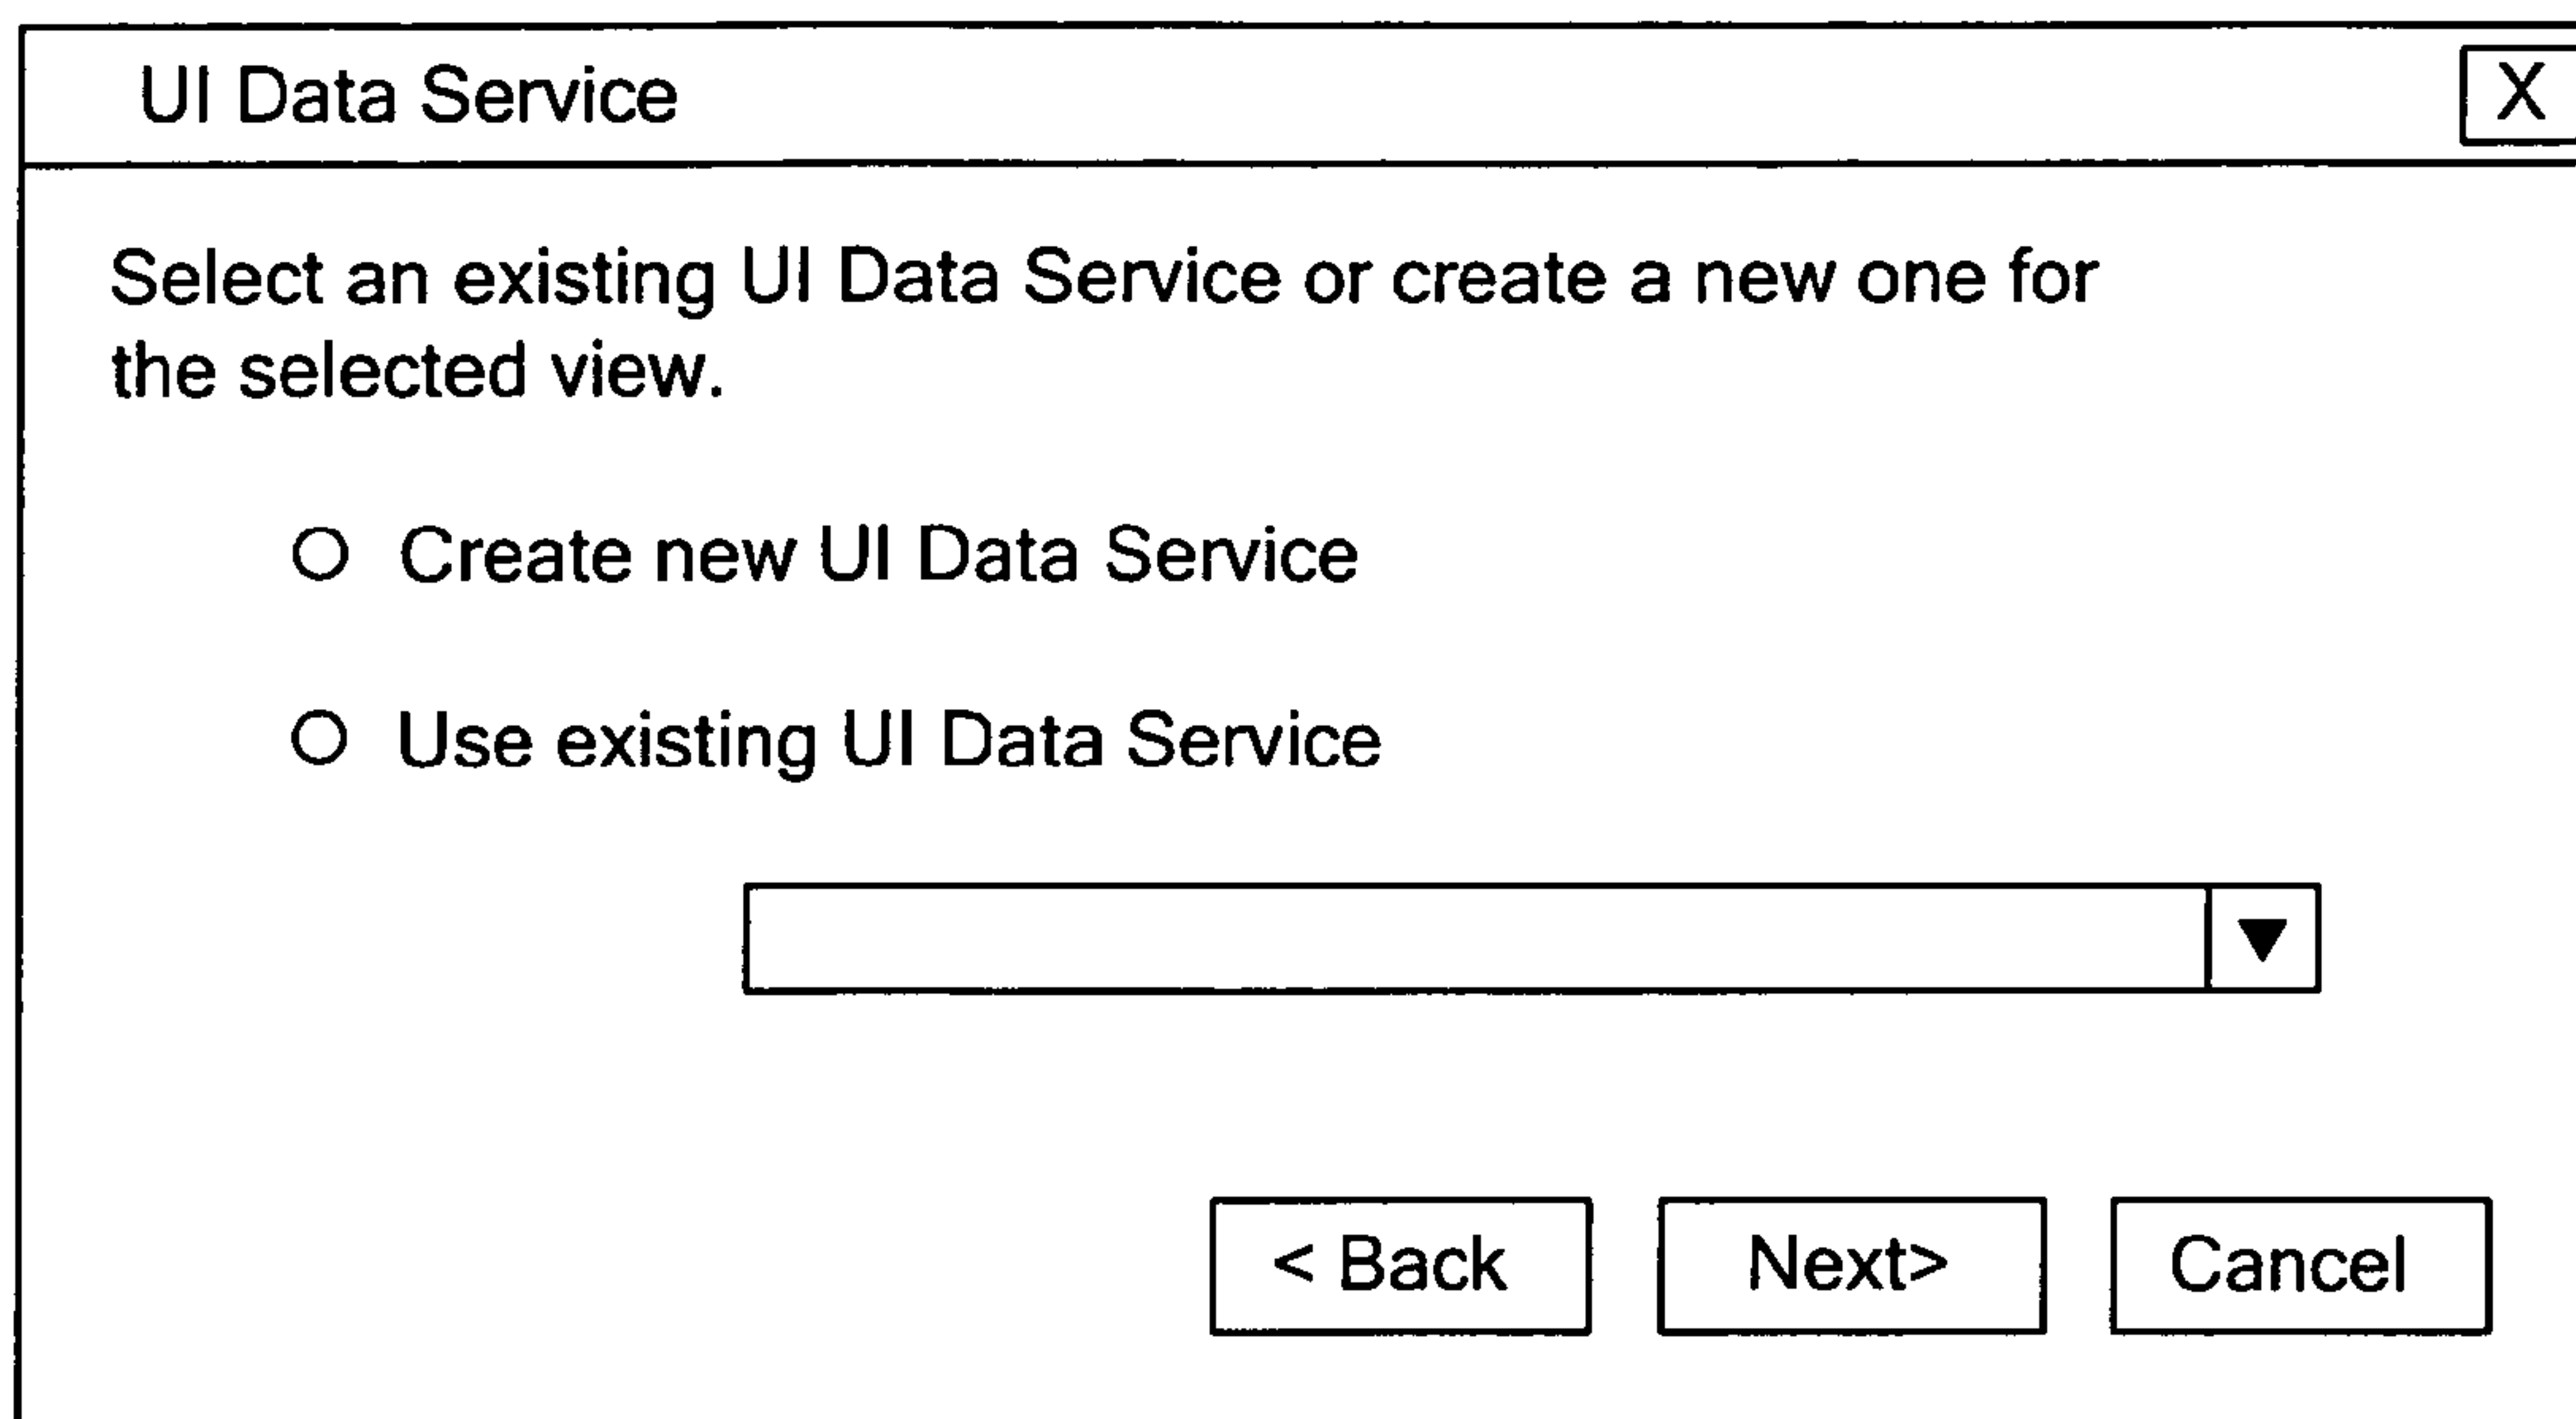 UI Data Service
X
Select an existing UI Data Service or create a new one for
the selected view.
Create new UI Data Service
Use existing UI Data Service
< Back
Next>
Cancel